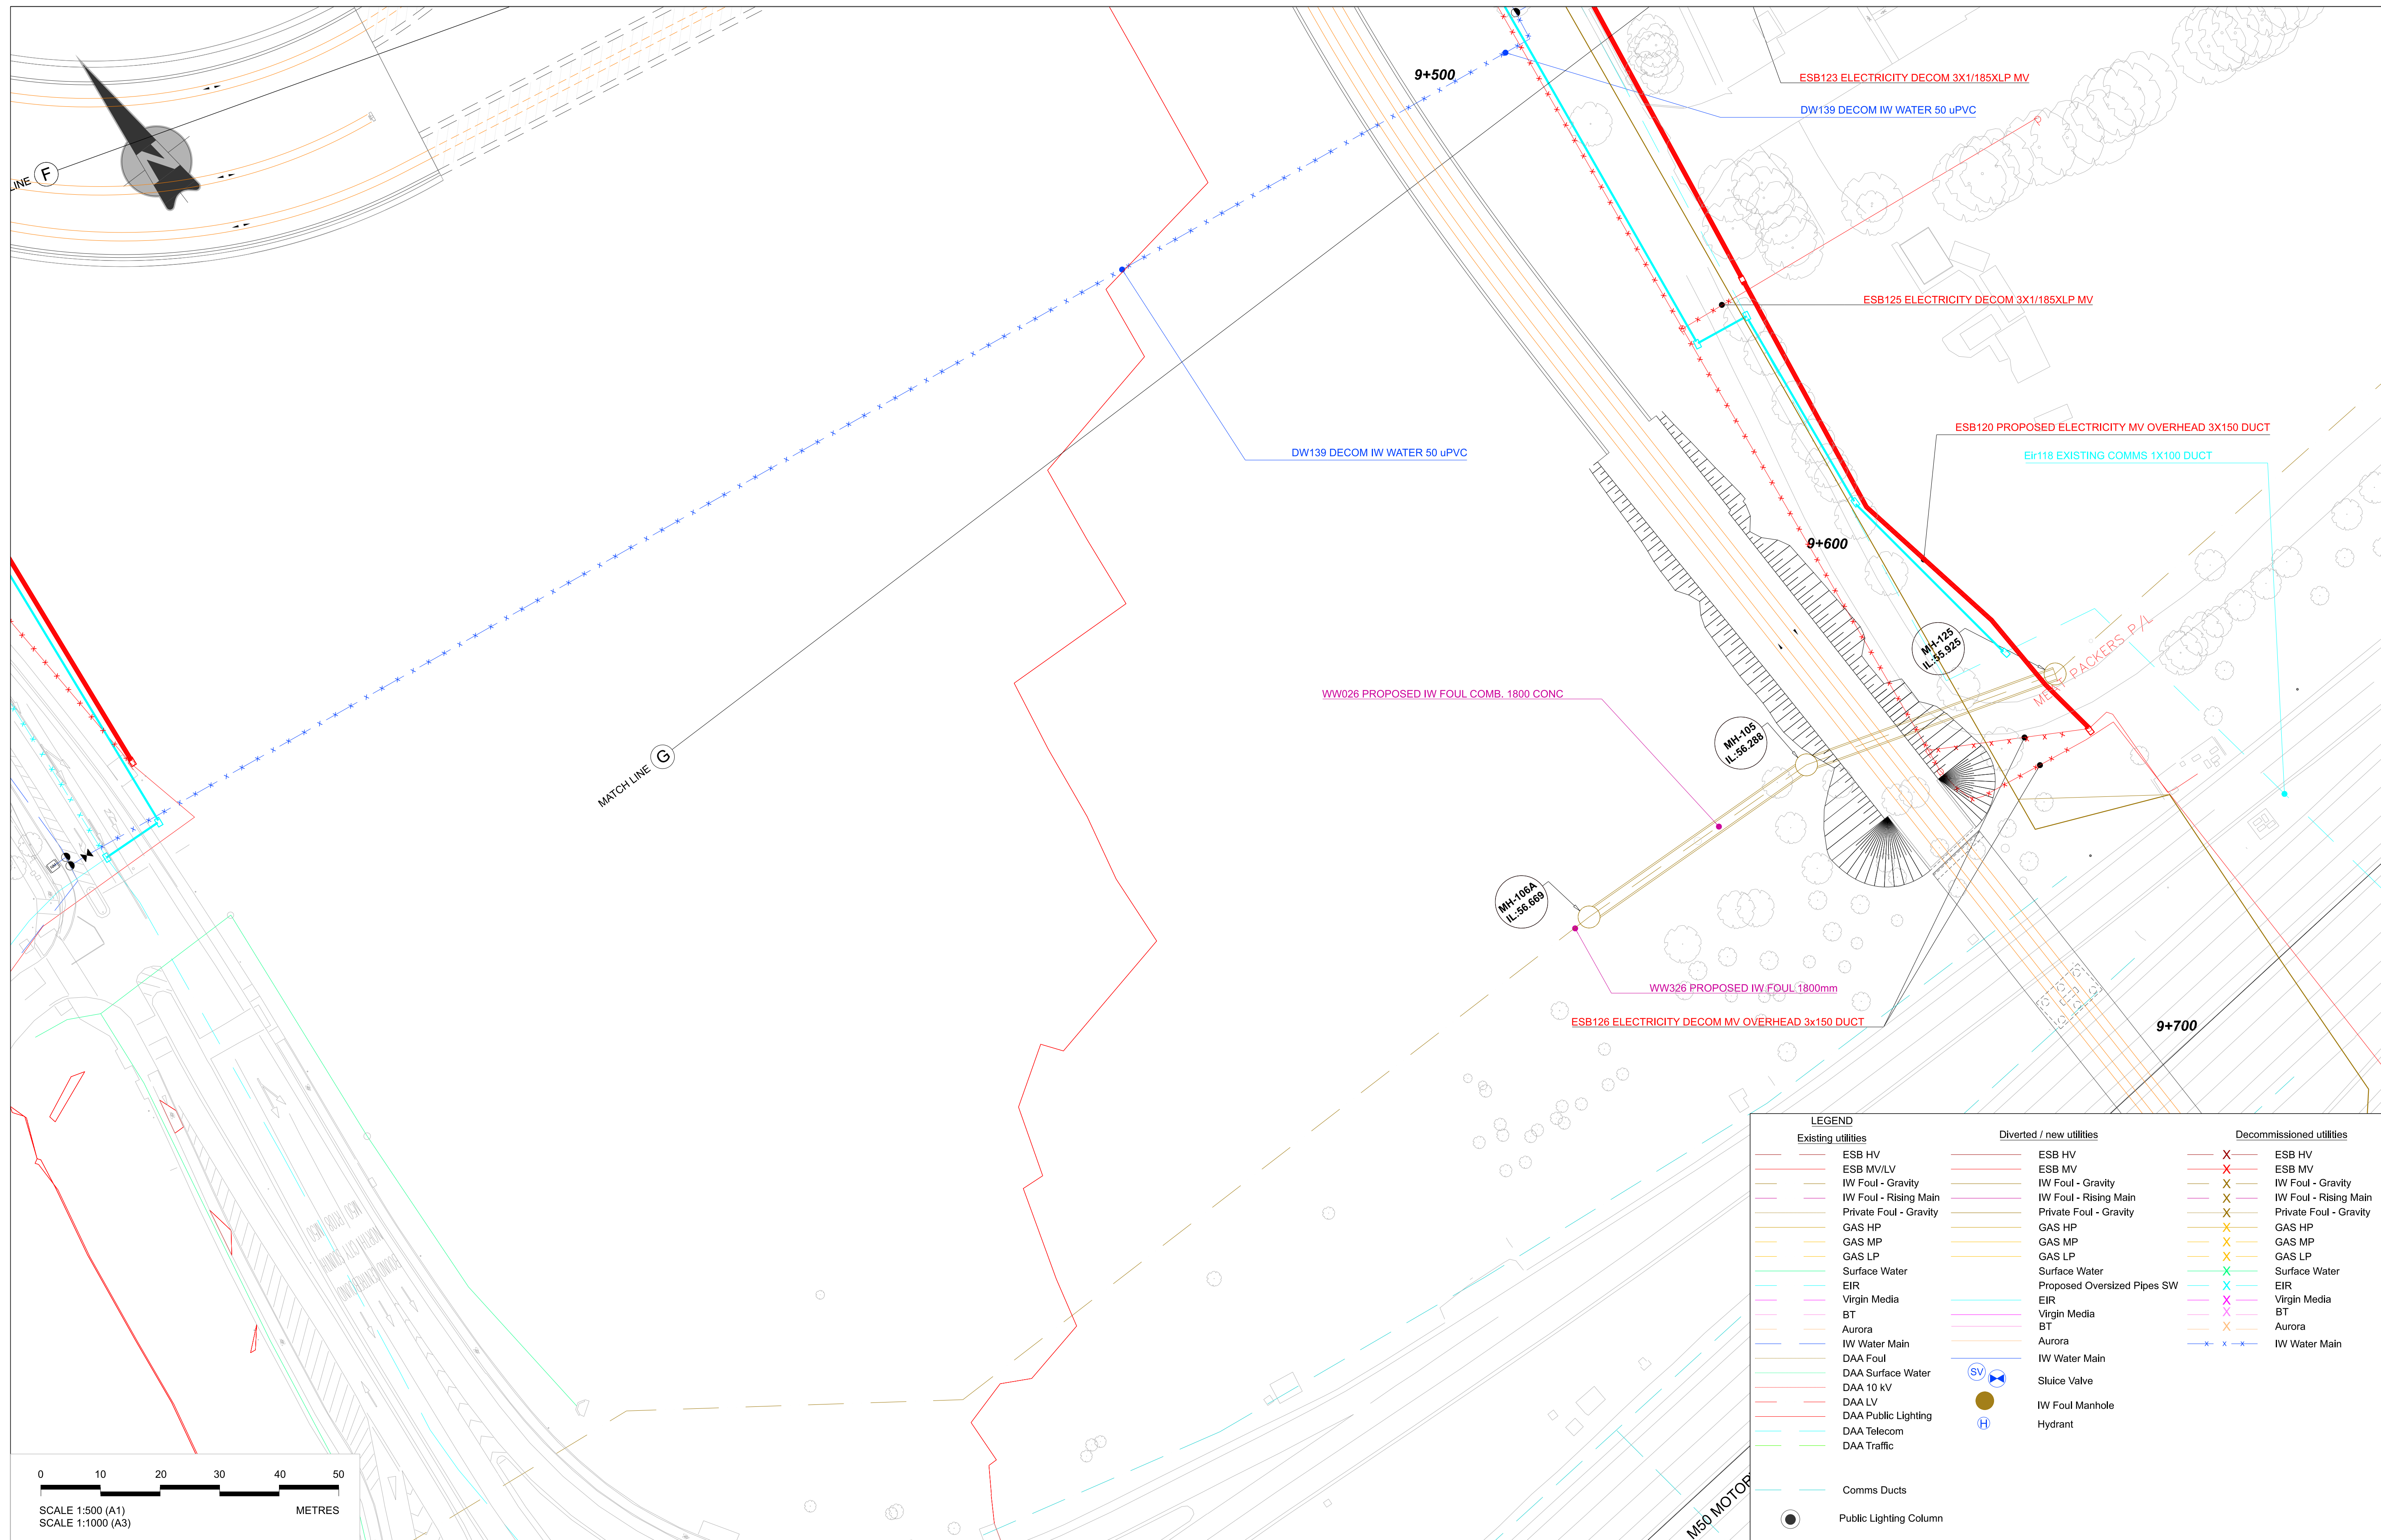 9+500
ESB123 ELECTRICITY DECOM 3X1/185XLP MV
DW139 DECOM IW WATER 50 uPVC
LINE F
N
P
ESB125 ELECTRICITY DECOM 3X1/185XLP MV
ESB120 PROPOSED ELECTRICITY MV OVERHEAD 3X150 DUCT
DW139 DECOM IW WATER 50 uPVC
Eir118 EXISTING COMMS 1X100 DUCT
9+600
MH-125
IL:55.925
PACKERS P/L
WW026 PROPOSED IW FOUL COMB. 1800 CONC
MH-105
IL:56.288
MATCH LINE G
MH-106A
IL:56.669
WW326 PROPOSED IW FOUL 1800mm
ESB126 ELECTRICITY DECOM MV OVERHEAD 3x150 DUCT
9+700
M50 MOTOR
LEGEND
Existing utilities
ESB HV
ESB MV/LV
IW Foul - Gravity
IW Foul - Rising Main
Private Foul - Gravity
GAS HP
GAS MP
GAS LP
Surface Water
EIR
Virgin Media
BT
Aurora
IW Water Main
DAA Foul
DAA Surface Water
DAA 10 kV
DAA LV
DAA Public Lighting
DAA Telecom
DAA Traffic
Comms Ducts
Public Lighting Column
Diverted / new utilities
ESB HV
ESB MV
IW Foul - Gravity
IW Foul - Rising Main
Private Foul - Gravity
GAS HP
GAS MP
GAS LP
Surface Water
Proposed Oversized Pipes SW
EIR
Virgin Media
BT
Aurora
IW Water Main
SV Sluice Valve
IW Foul Manhole
H Hydrant
Decommissioned utilities
X ESB HV
X ESB MV
X IW Foul - Gravity
X IW Foul - Rising Main
X Private Foul - Gravity
X GAS HP
X GAS MP
X GAS LP
X Surface Water
X EIR
X Virgin Media
X BT
X Aurora
x IW Water Main
0 10 20 30 40 50
SCALE 1:500 (A1) METRES
SCALE 1:1000 (A3)